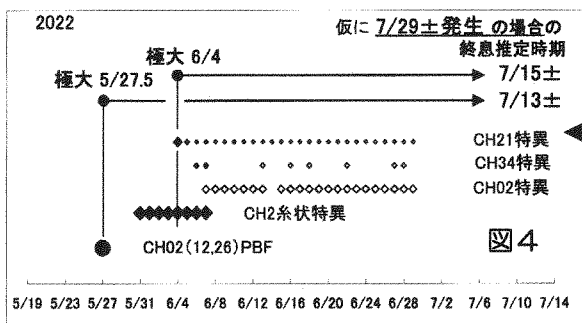 2022
仮に 7/29±発生 の場合の
終息推定時期
極大 6/4
7/15±
極大 5/27.5
7/13±
CH21特異
CH34特異
CH02特異
CH2糸状特異
CH02(12,26)PBF
図4
5/19 5/23 5/27 5/31 6/4 6/8 6/12 6/16 6/20 6/24 6/28 7/2 7/6 7/10 7/14